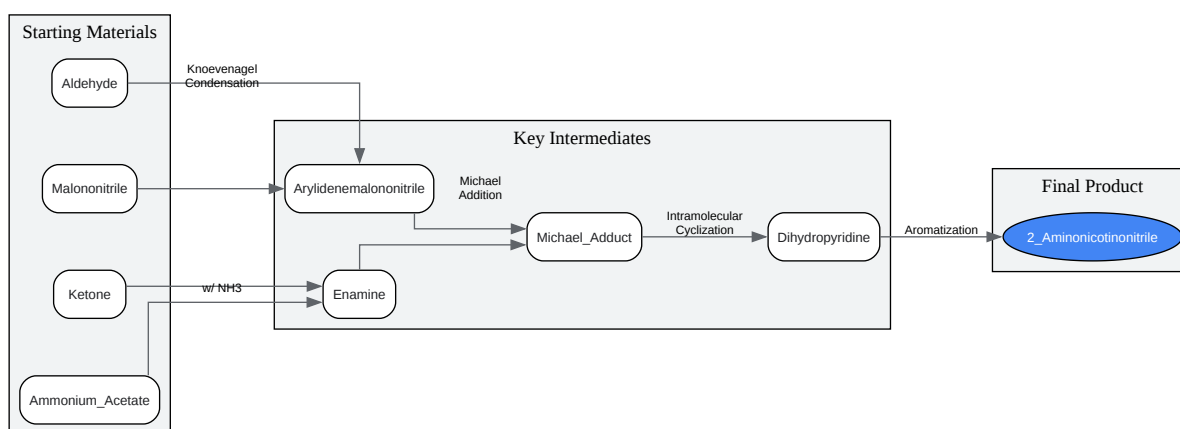 Starting Materials
Aldehyde
Knoevenagel
Condensation
Key Intermediates
Malononitrile
Arylidenemalononitrile
Michael
Addition
Final Product
Michael_Adduct
Intramolecular
Cyclization
Dihydropyridine
Aromatization
2_Aminonicotinonitrile
Ketone
w/ NH3
Enamine
Ammonium_Acetate